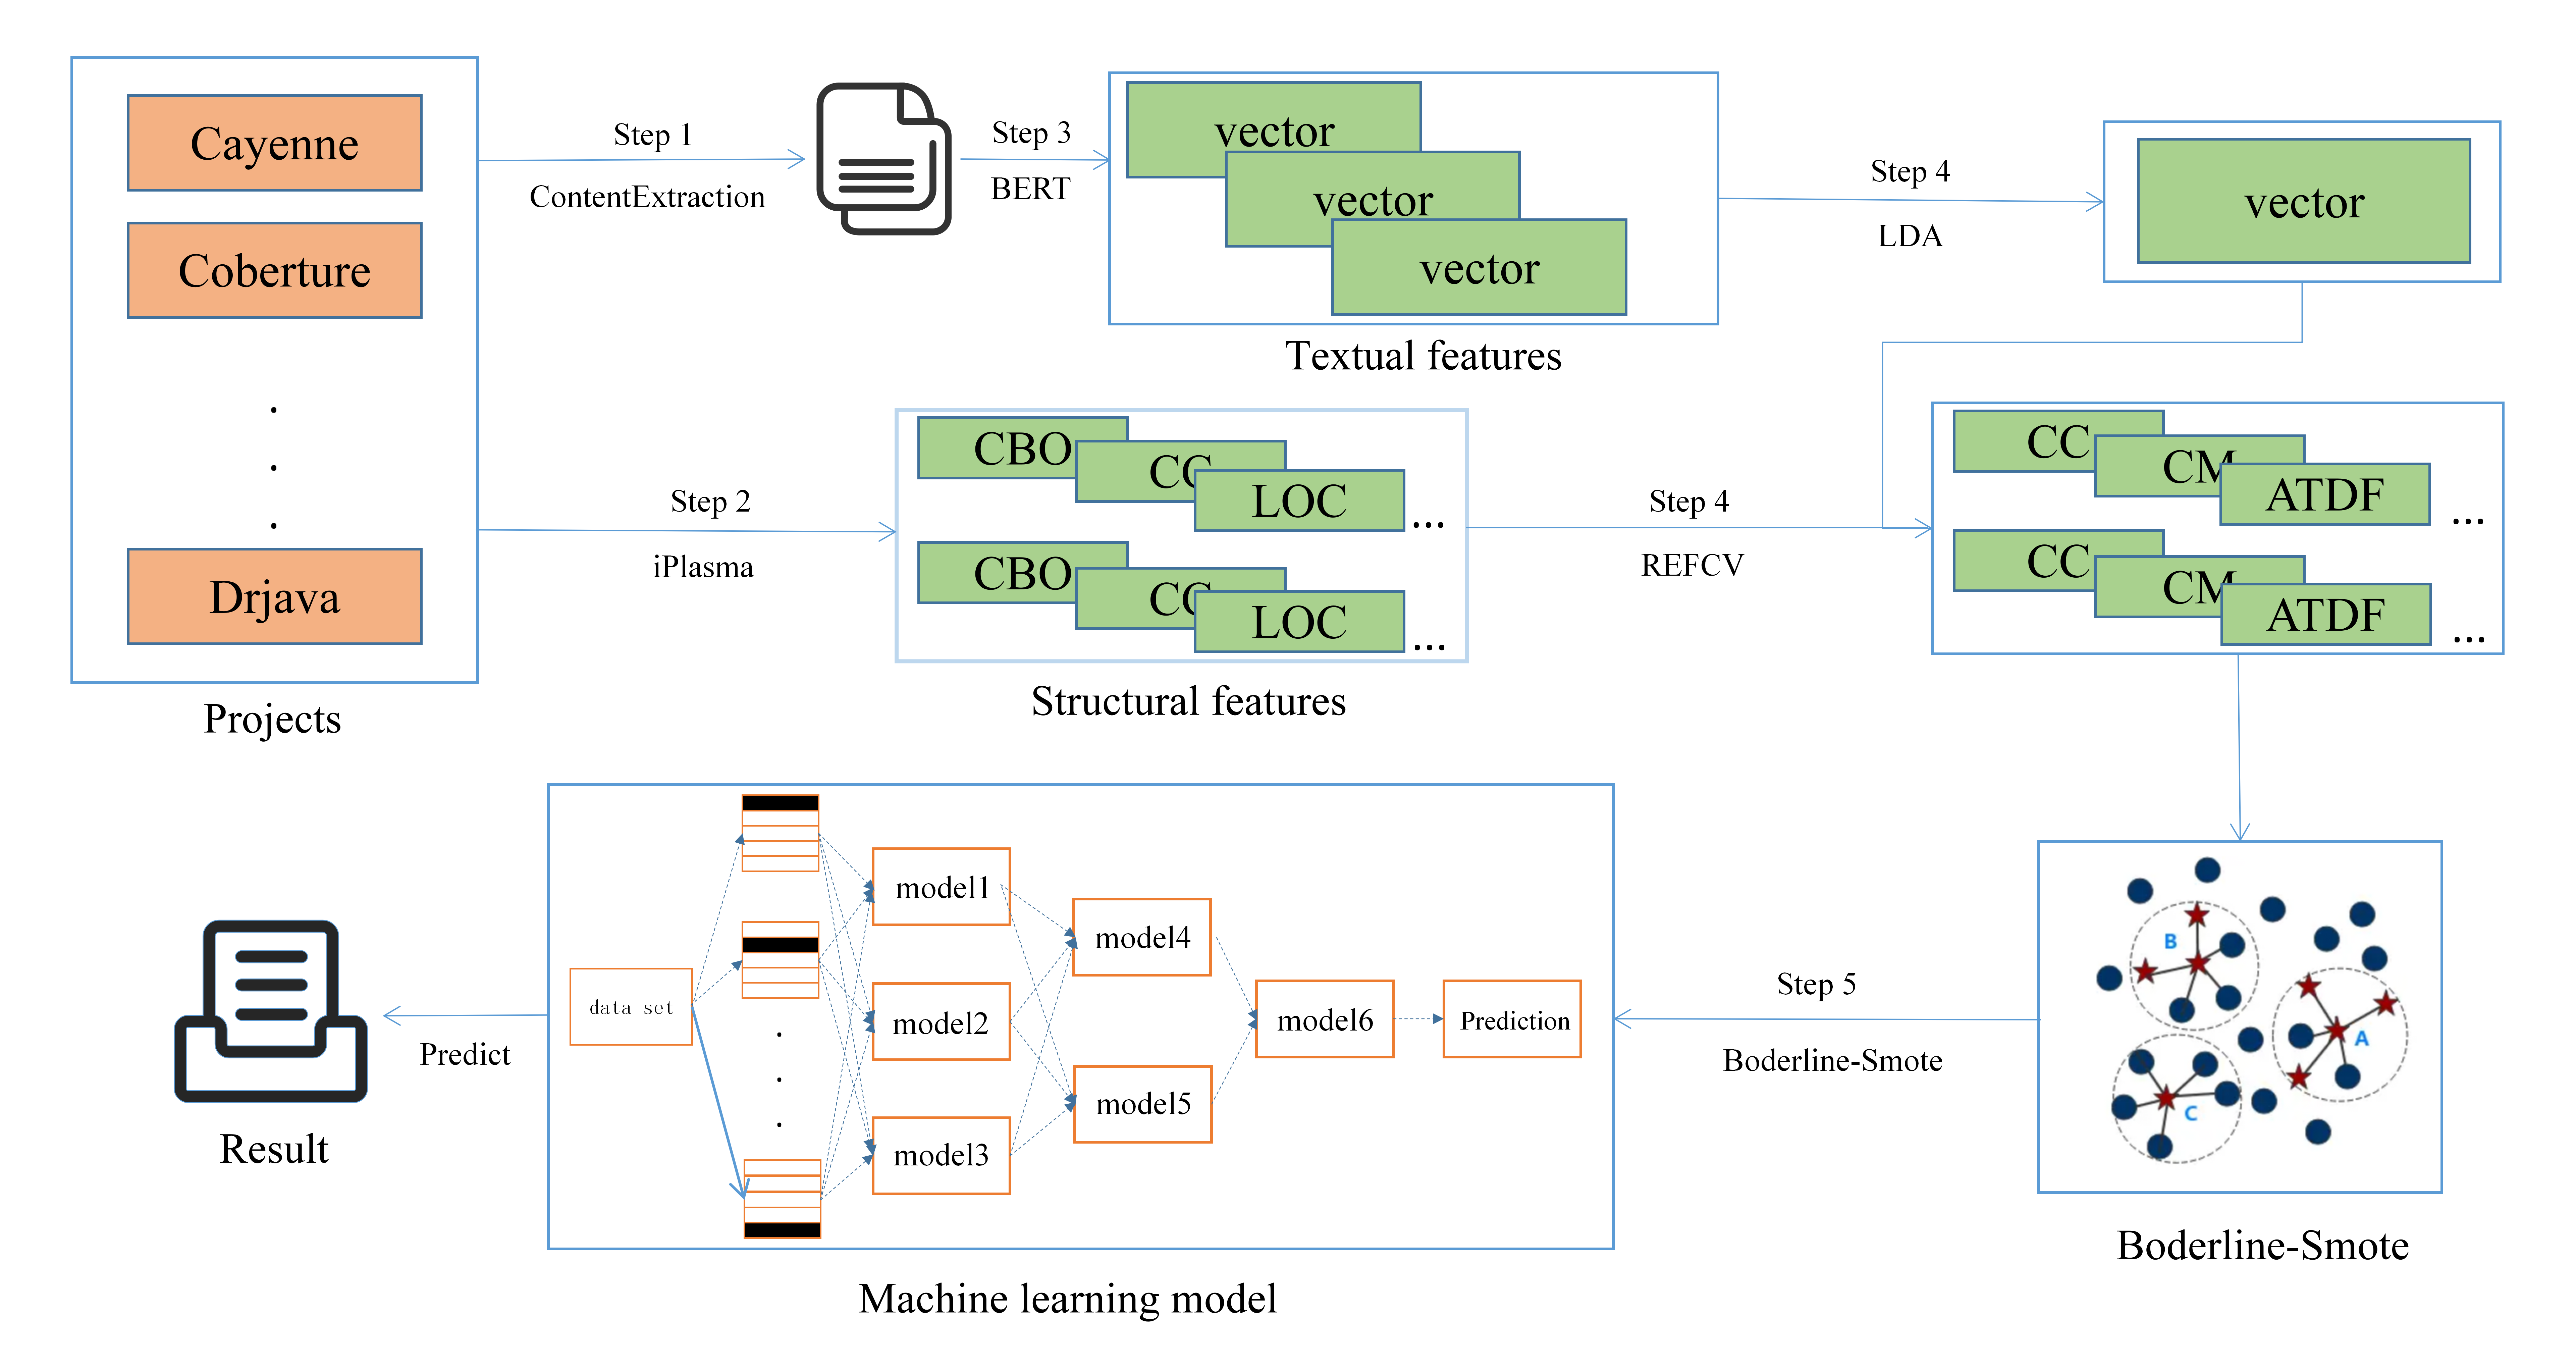 Cayenne
Coberture
.
.
.
Drjava
Projects
Step 1
ContentExtraction
Step 3
BERT
vector
vector
vector
Textual features
Step 4
LDA
vector
Step 2
iPlasma
CBO
CC
LOC
...
CBO
CC
LOC
...
Structural features
Step 4
REFCV
CC
CM
ATDF
...
CC
CM
ATDF
...
B
A
C
Boderline-Smote
Step 5
Boderline-Smote
data set
.
.
.
model1
model2
model3
model4
model5
model6
Prediction
Machine learning model
Predict
Result